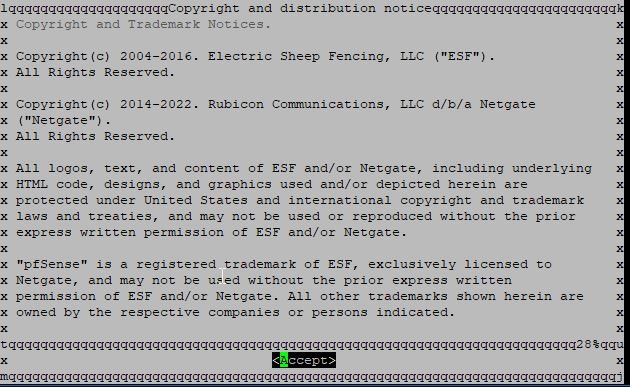 lqqqqqqqqqqqqqqqqqqqqCopyright and distribution noticeqqqqqqqqqqqqqqqqqqqqqk
x Copyright and Trademark Notices. x
x x
x Copyright(c) 2004-2016. Electric Sheep Fencing, LLC ("ESF"). x
x All Rights Reserved. x
x x
x Copyright(c) 2014-2022. Rubicon Communications, LLC d/b/a Netgate x
x ("Netgate"). x
x All Rights Reserved. x
x x
x All logos, text, and content of ESF and/or Netgate, including underlying x
x HTML code, designs, and graphics used and/or depicted herein are x
x protected under United States and international copyright and trademark x
x laws and treaties, and may not be used or reproduced without the prior x
x express written permission of ESF and/or Netgate. x
x x
x "pfSense" is a registered trademark of ESF, exclusively licensed to x
x Netgate, and may not be used without the prior express written x
x permission of ESF and/or Netgate. All other trademarks shown herein are x
x owned by the respective companies or persons indicated. x
x x
tqqqqqqqqqqqqqqqqqqqqqqqqqqqqqqqqqqqqqqqqqqqqqqqqqqqqqqqqqqqqqqqqqqqqqq28%qqu
x <Accept> x
mqqqqqqqqqqqqqqqqqqqqqqqqqqqqqqqqqqqqqqqqqqqqqqqqqqqqqqqqqqqqqqqqqqqqqqqqqqqj